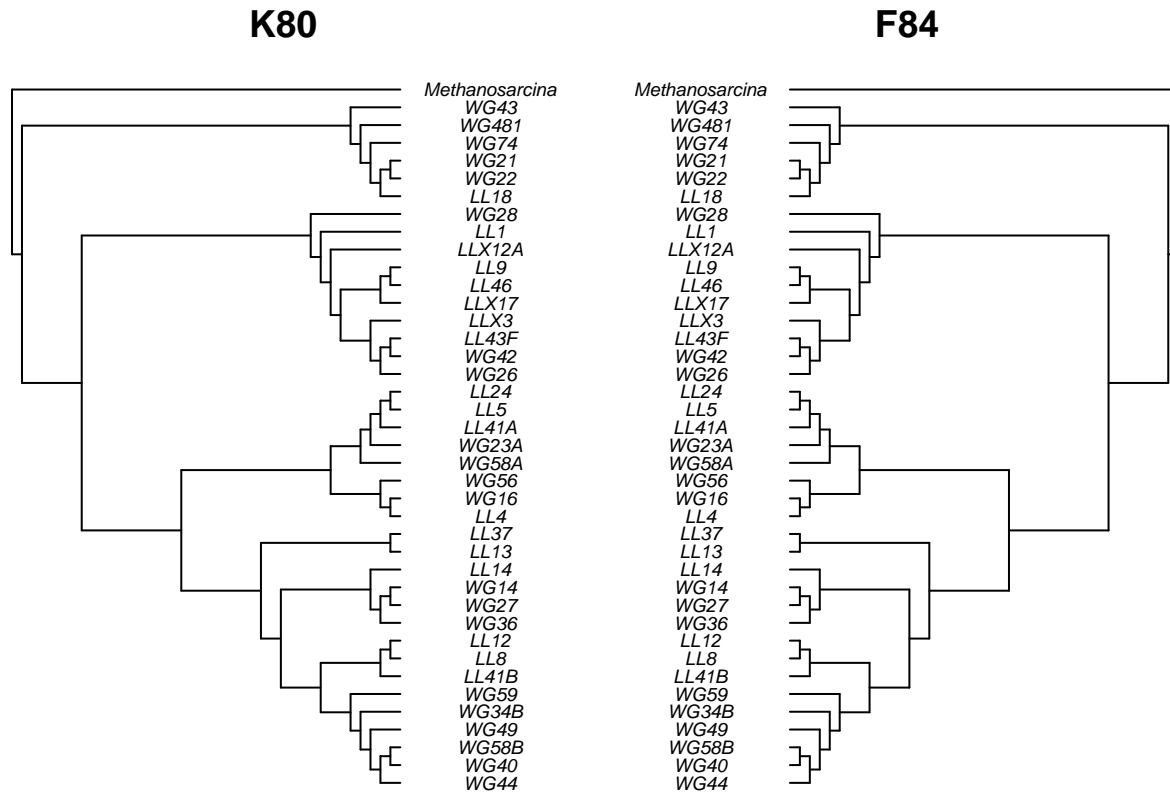 K80 F84
Methanosarcina Methanosarcina
WG43 WG43
WG481 WG481
WG74 WG74
WG21 WG21
WG22 WG22
LL18 LL18
WG28 WG28
LL1 LL1
LLX12A LLX12A
LL9 LL9
LL46 LL46
LLX17 LLX17
LLX3 LLX3
LL43F LL43F
WG42 WG42
WG26 WG26
LL24 LL24
LL5 LL5
LL41A LL41A
WG23A WG23A
WG58A WG58A
WG56 WG56
WG16 WG16
LL4 LL4
LL37 LL37
LL13 LL13
LL14 LL14
WG14 WG14
WG27 WG27
WG36 WG36
LL12 LL12
LL8 LL8
LL41B LL41B
WG59 WG59
WG34B WG34B
WG49 WG49
WG58B WG58B
WG40 WG40
WG44 WG44